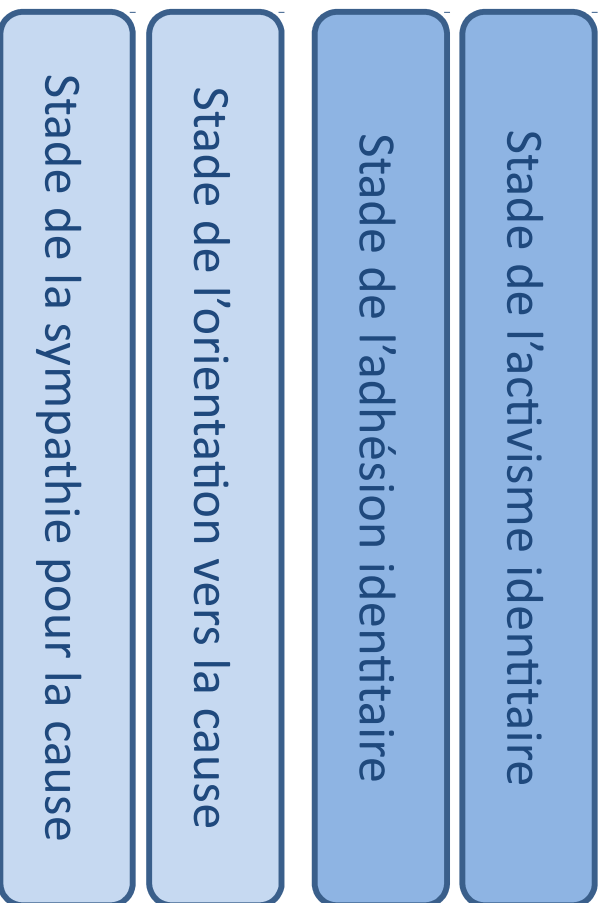 Stade de la sympathie pour la cause
Stade de l’orientation vers la cause
Stade de l’adhésion identitaire
Stade de l’activisme identitaire